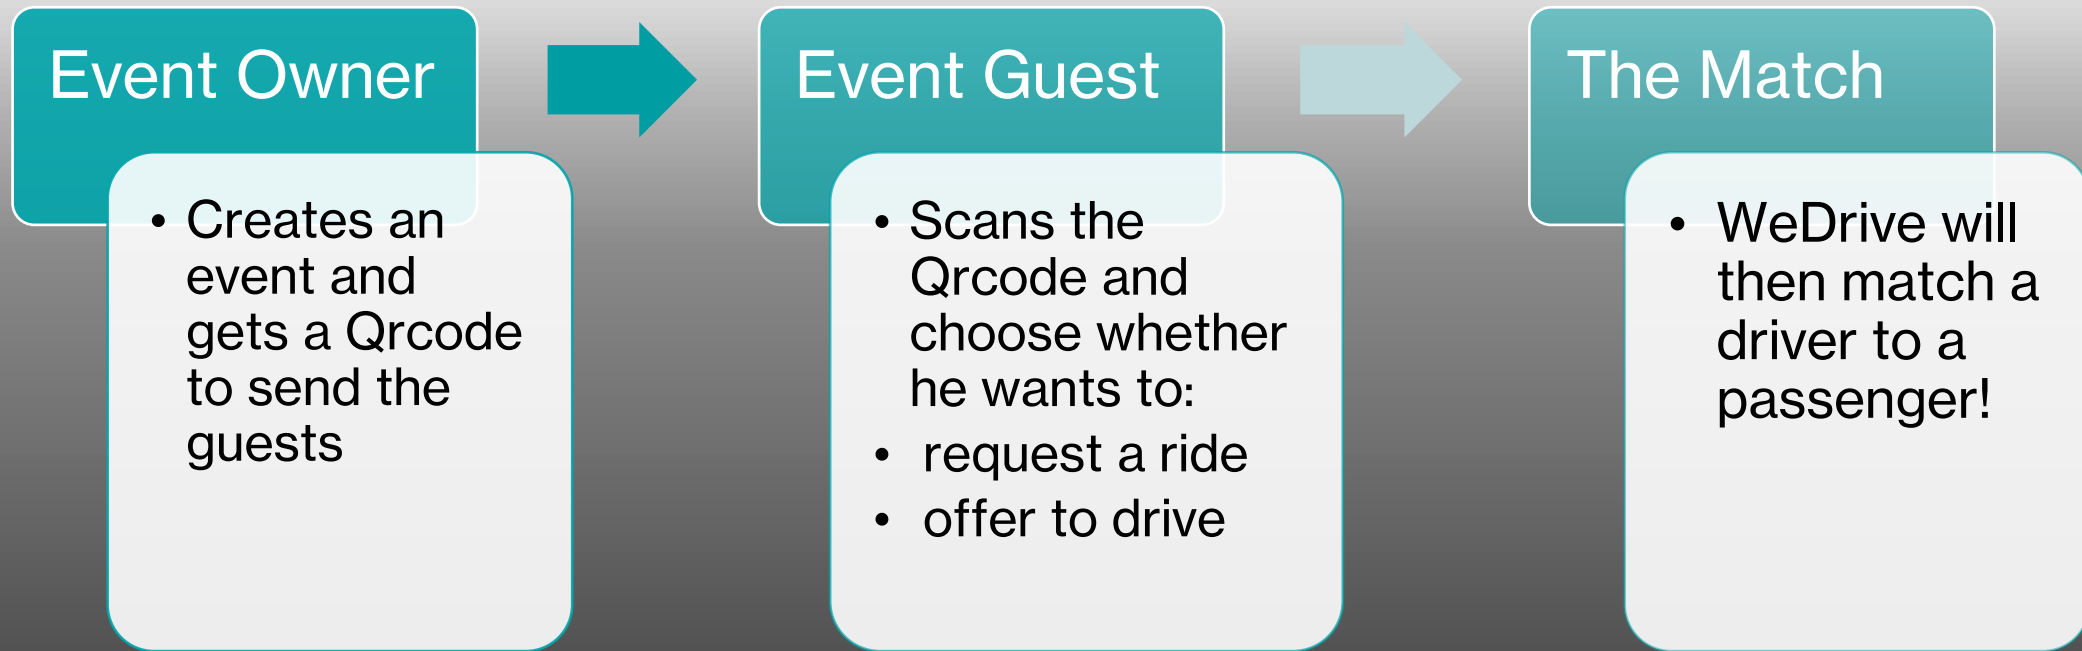 Event Owner
• Creates an
event and
gets a Qrcode
to send the
guests
Event Guest
• Scans the
Qrcode and
choose whether
he wants to:
• request a ride
• offer to drive
The Match
• WeDrive will
then match a
driver to a
passenger!